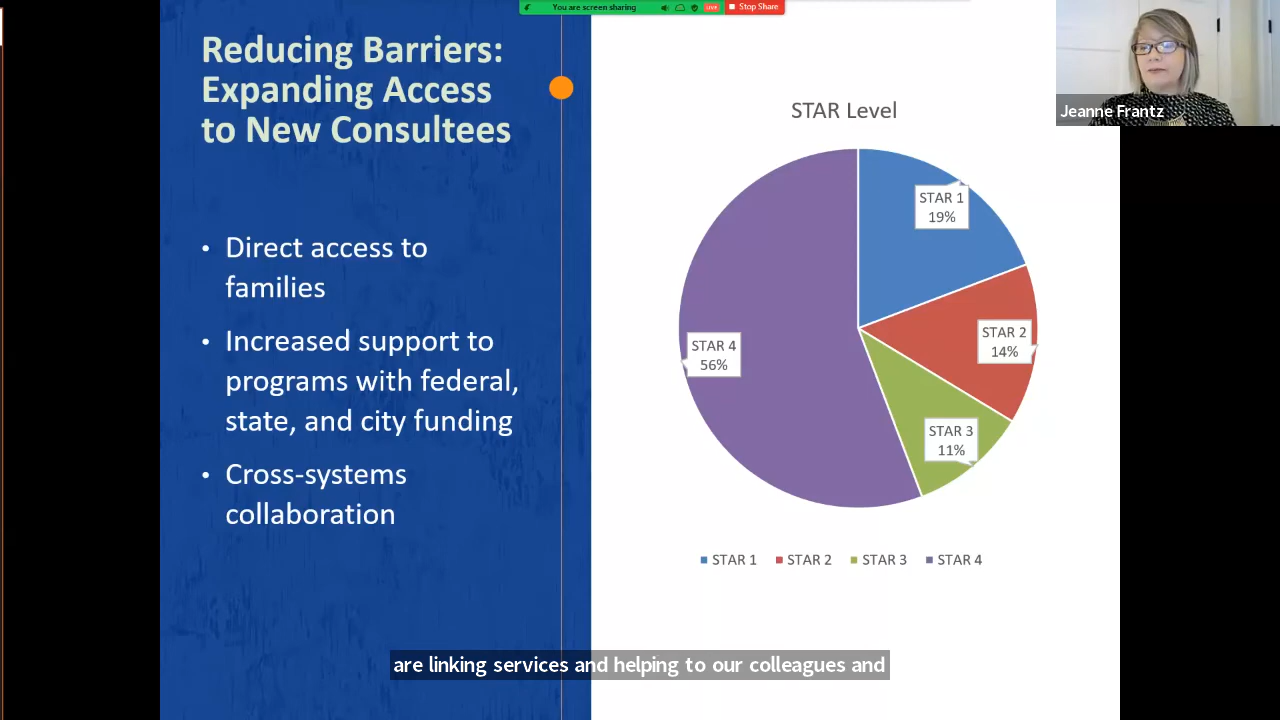 You are screen sharing
LIVE
Stop Share
Reducing Barriers:
Expanding Access
to New Consultees
• Direct access to
families
• Increased support to
programs with federal,
state, and city funding
• Cross-systems
collaboration
STAR Level
STAR 1
19%
STAR 2
14%
STAR 3
11%
STAR 4
56%
STAR 1
STAR 2
STAR 3
STAR 4
Jeanne Frantz
are linking services and helping to our colleagues and